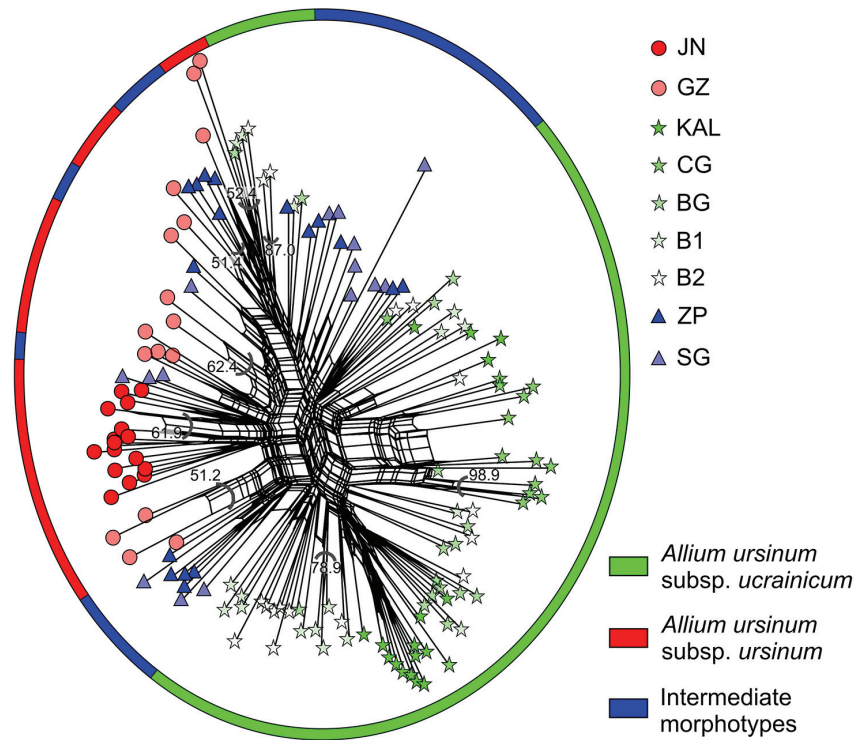 JN
GZ
KAL
CG
BG
B1
B2
ZP
SG
52.4
87.0
51.4
62.4
61.9
51.2
98.9
78.9
Allium ursinum
subsp. ucrainicum
Allium ursinum
subsp. ursinum
Intermediate
morphotypes